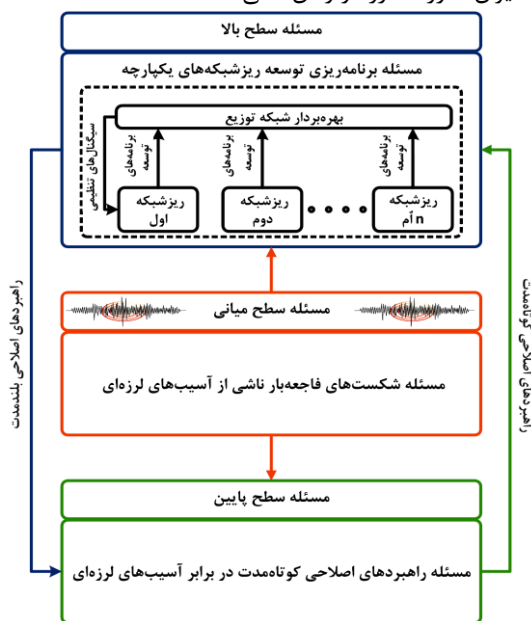 مسئله سطح بالا
مسئله برنامه‌ریزی توسعه ریزشبکه‌های یکپارچه
بهره‌بردار شبکه توزیع
سیگنال‌های تنظیمی
برنامه‌های
توسعه
برنامه‌های
توسعه
برنامه‌های
توسعه
ریزشبکه
اول
ریزشبکه
دوم
ریزشبکه
n اُم
راهبردهای اصلاحی بلندمدت
راهبردهای اصلاحی کوتاه‌مدت
مسئله سطح میانی
مسئله شکست‌های فاجعه‌بار ناشی از آسیب‌های لرزه‌ای
مسئله سطح پایین
مسئله راهبردهای اصلاحی کوتاه‌مدت در برابر آسیب‌های لرزه‌ای